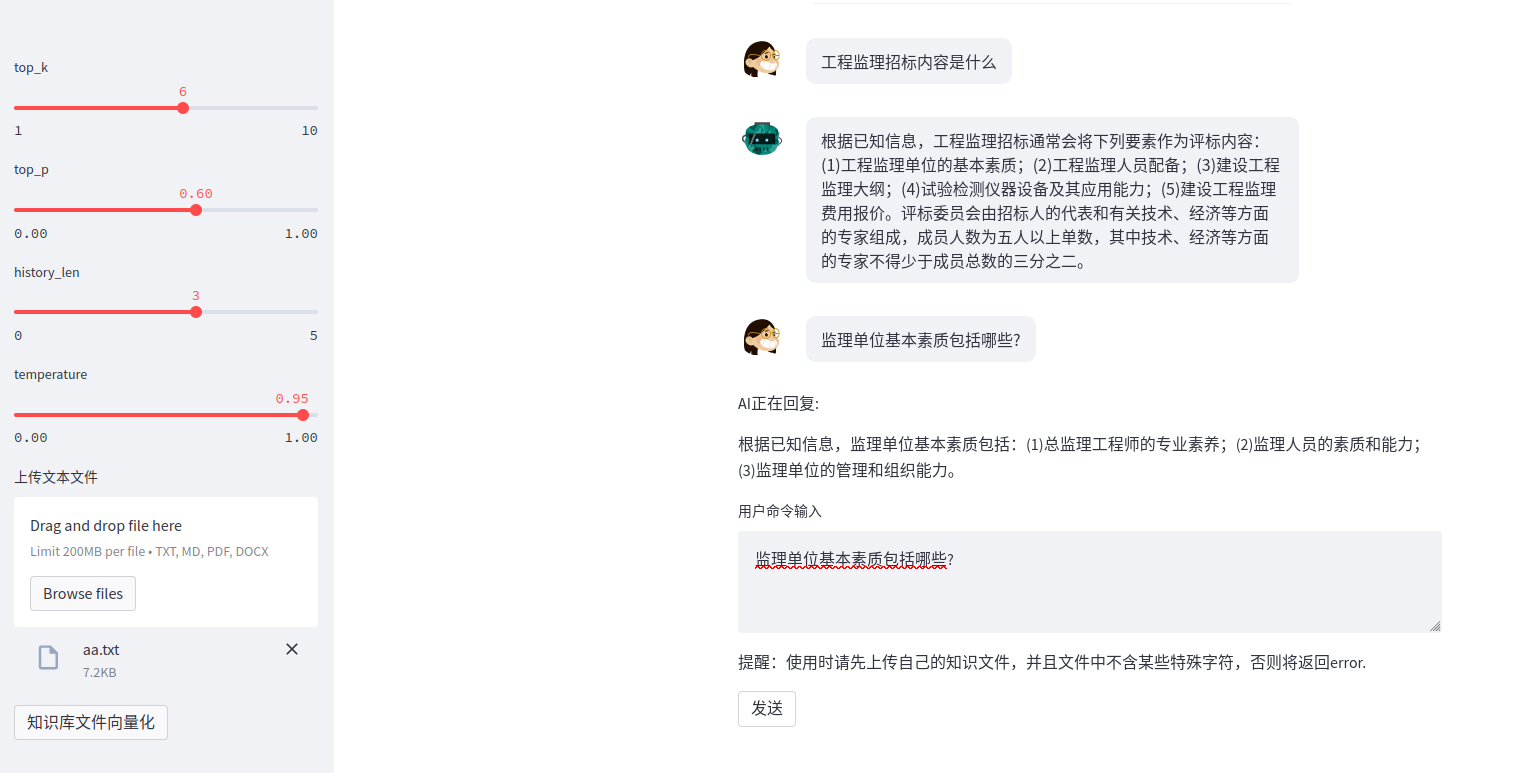 top_k
6
1
10
top_p
0.60
0.00
1.00
history_len
3
0
5
temperature
0.95
0.00
1.00
上传文本文件
Drag and drop file here
Limit 200MB per file • TXT, MD, PDF, DOCX
Browse files
aa.txt
7.2KB
知识库文件向量化
工程监理招标内容是什么
根据已知信息，工程监理招标通常会将下列要素作为评标内容：
(1)工程监理单位的基本素质；(2)工程监理人员配备；(3)建设工程
监理大纲；(4)试验检测仪器设备及其应用能力；(5)建设工程监理
费用报价。评标委员会由招标人的代表和有关技术、经济等方面
的专家组成，成员人数为五人以上单数，其中技术、经济等方面
的专家不得少于成员总数的三分之二。
监理单位基本素质包括哪些?
AI正在回复:
根据已知信息，监理单位基本素质包括：(1)总监理工程师的专业素养；(2)监理人员的素质和能力；
(3)监理单位的管理和组织能力。
用户命令输入
监理单位基本素质包括哪些?
提醒：使用时请先上传自己的知识文件，并且文件中不含某些特殊字符，否则将返回error.
发送